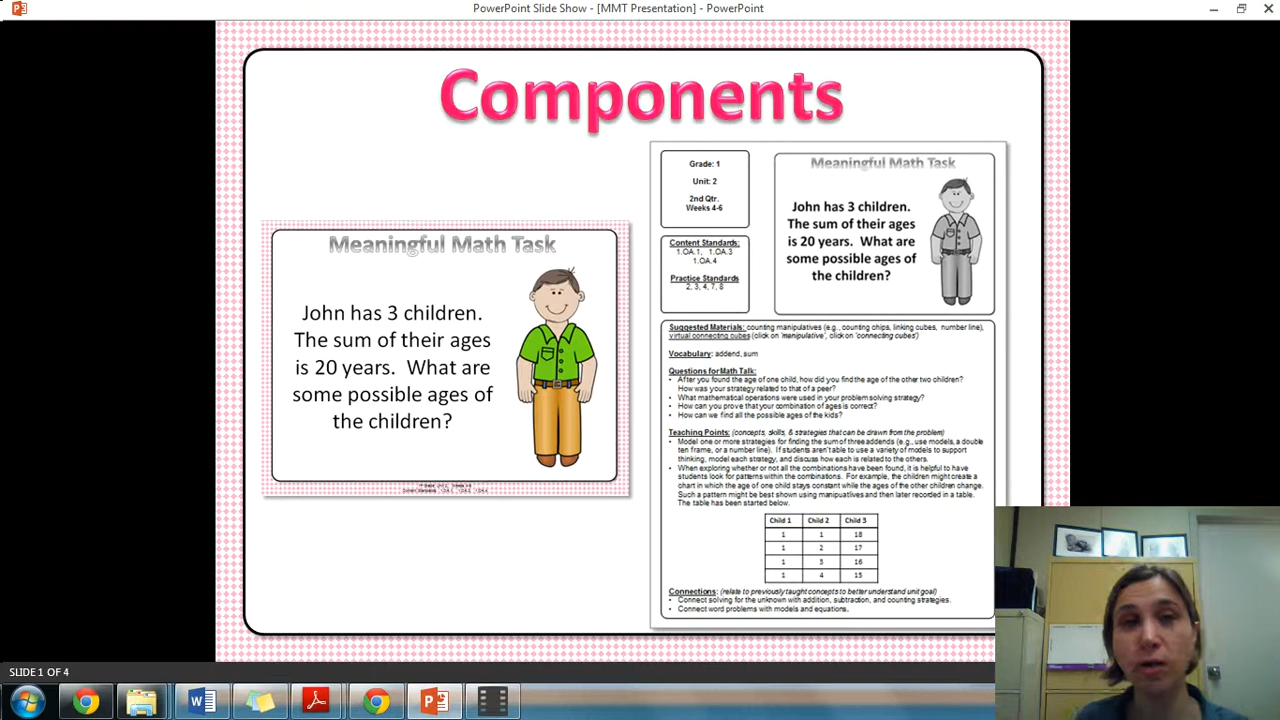 PowerPoint Slide Show - [MMT Presentation] - PowerPoint
Components
Meaningful Math Task
John has 3 children.
The sum of their ages
is 20 years. What are
some possible ages of
the children?
Grade: 1
Unit: 2
2nd Qtr.
Weeks 4-6
Content Standards:
1.OA.1, 1.OA.3
1.OA.4
Practice Standards
2, 3, 4, 7, 8
Meaningful Math Task
John has 3 children.
The sum of their ages
is 20 years. What are
some possible ages of
the children?
Suggested Materials: counting manipulatives (e.g., counting chips, linking cubes, number line),
virtual connecting cubes (click on 'manipulative', click on 'connecting cubes')
Vocabulary: addend, sum
Questions for Math Talk:
• After you found the age of one child, how did you find the age of the other two children?
How was your strategy related to that of a peer?
• What mathematical operations were used in your problem solving strategy?
• How can you prove that your combination of ages is correct?
• How can we find all the possible ages of the kids?
Teaching Points: (concepts, skills, & strategies that can be drawn from the problem)
• Model one or more strategies for finding the sum of three addends (e.g., use models, a double
ten frame, or a number line). If students aren't able to use a variety of models to support
thinking, model each strategy, and discuss how each is related to the others.
• When exploring whether or not all the combinations have been found, it is helpful to have
students look for patterns within the combinations. For example, the children might create a
chart in which the age of one child stays constant while the ages of the other children change.
Such a pattern might be best shown using manipulatives and then later recorded in a table.
The table has been started below.
Child 1 Child 2 Child 3
1 1 18
1 2 17
1 3 16
1 4 15
Connections: (relate to previously taught concepts to better understand unit goal)
• Connect solving for the unknown with addition, subtraction, and counting strategies.
• Connect word problems with models and equations.
SLIDE 1 OF 4